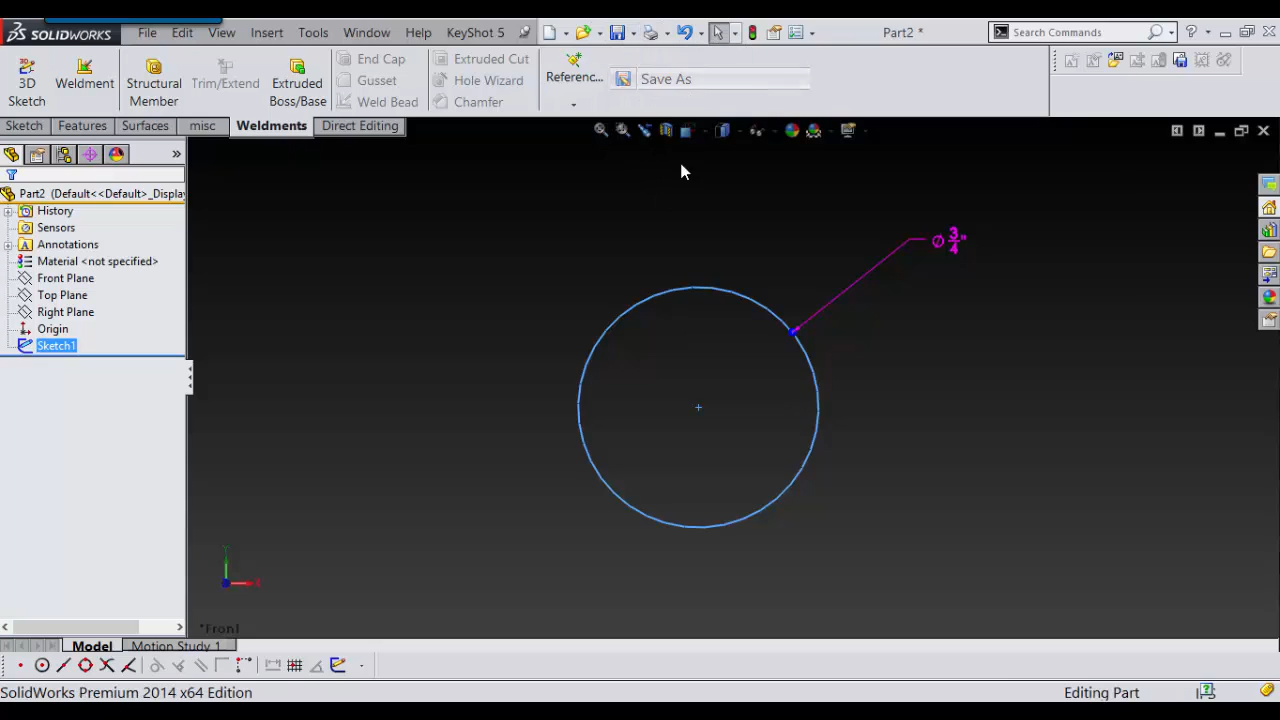 SOLIDWORKS File Edit View Insert Tools Window Help KeyShot 5 Part2 * Search Commands
3D Sketch Weldment Structural Member Trim/Extend Extruded Boss/Base End Cap Gusset Weld Bead Extruded Cut Hole Wizard Chamfer Referenc... Save As
Sketch Features Surfaces misc Weldments Direct Editing
Part2 (Default<<Default>_Display
History
Sensors
Annotations
Material <not specified>
Front Plane
Top Plane
Right Plane
Origin
Sketch1
Ø 3/4"
*Front
Model Motion Study 1
SolidWorks Premium 2014 x64 Edition Editing Part